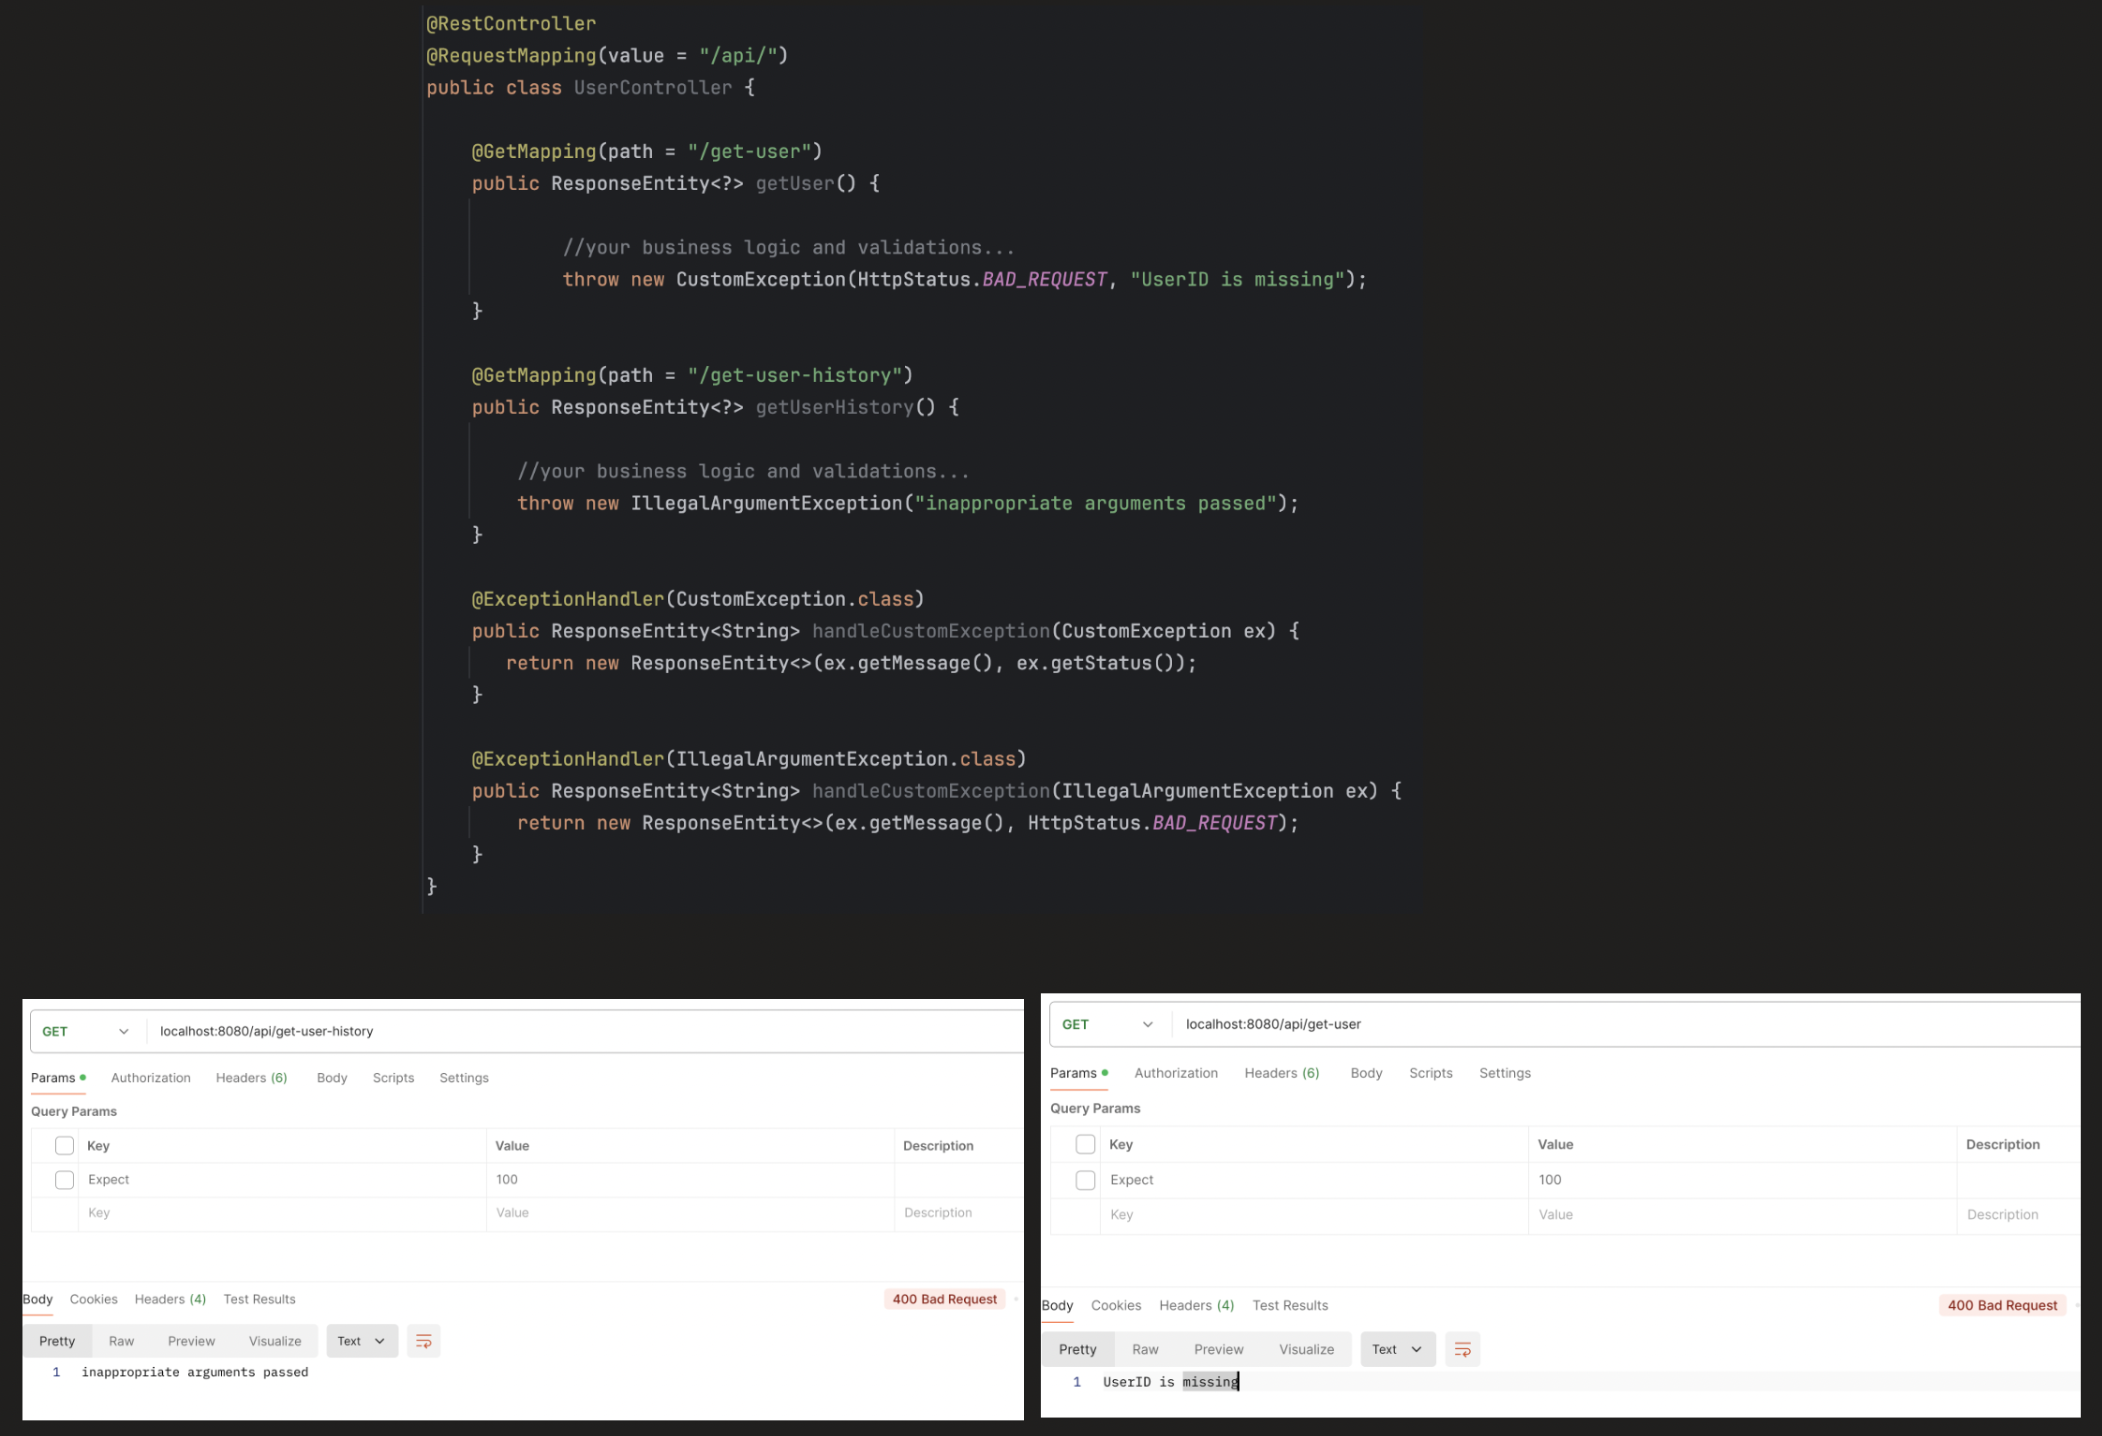 @RestController
@RequestMapping(value = "/api/")
public class UserController {
@GetMapping(path = "/get-user")
public ResponseEntity<?> getUser() {
//your business logic and validations...
throw new CustomException(HttpStatus.BAD_REQUEST, "UserID is missing");
}
@GetMapping(path = "/get-user-history")
public ResponseEntity<?> getUserHistory() {
//your business logic and validations...
throw new IllegalArgumentException("inappropriate arguments passed");
}
@ExceptionHandler(CustomException.class)
public ResponseEntity<String> handleCustomException(CustomException ex) {
return new ResponseEntity<>(ex.getMessage(), ex.getStatus());
}
@ExceptionHandler(IllegalArgumentException.class)
public ResponseEntity<String> handleCustomException(IllegalArgumentException ex) {
return new ResponseEntity<>(ex.getMessage(), HttpStatus.BAD_REQUEST);
}
}
GET localhost:8080/api/get-user-history
Params Authorization Headers (6) Body Scripts Settings
Query Params
Key Value Description
Expect 100
Key Value Description
Body Cookies Headers (4) Test Results 400 Bad Request
Pretty Raw Preview Visualize Text
1 inappropriate arguments passed
GET localhost:8080/api/get-user
Params Authorization Headers (6) Body Scripts Settings
Query Params
Key Value Description
Expect 100
Key Value Description
Body Cookies Headers (4) Test Results 400 Bad Request
Pretty Raw Preview Visualize Text
1 UserID is missing